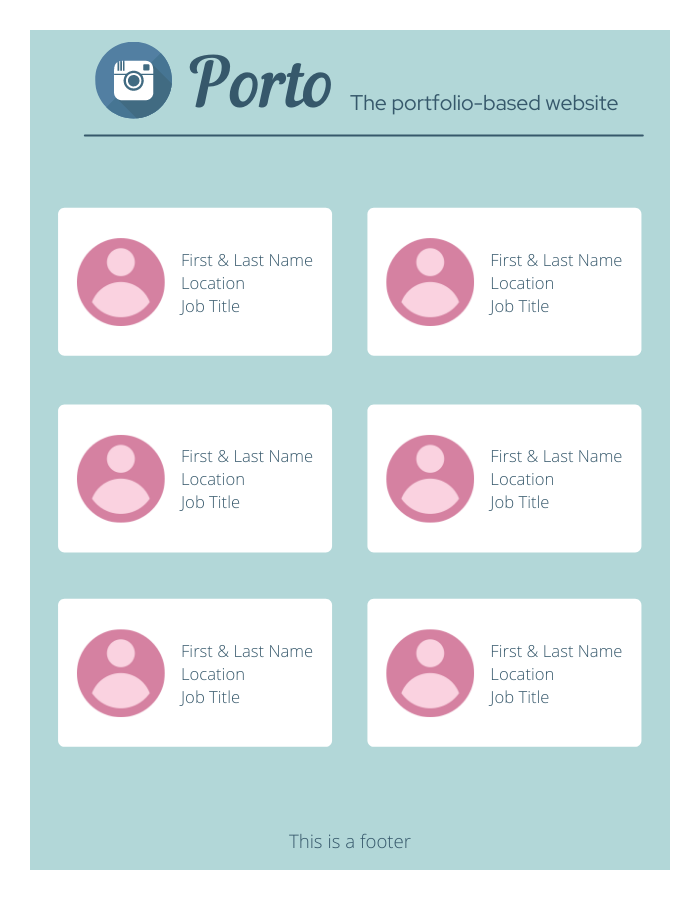 Porto
The portfolio-based website
First & Last Name
Location
Job Title
First & Last Name
Location
Job Title
First & Last Name
Location
Job Title
First & Last Name
Location
Job Title
First & Last Name
Location
Job Title
First & Last Name
Location
Job Title
This is a footer